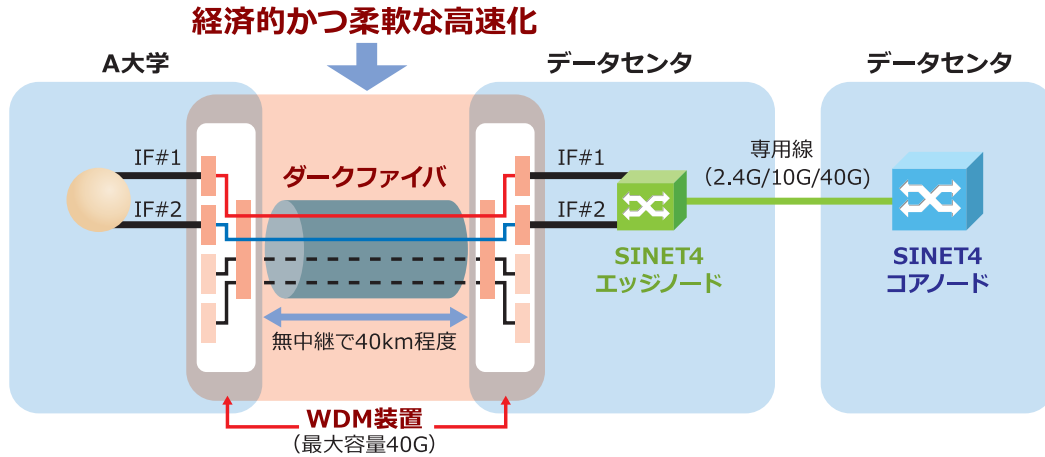 経済的かつ柔軟な高速化
A大学
データセンタ
データセンタ
IF#1
IF#2
ダークファイバ
IF#1
IF#2
専用線
(2.4G/10G/40G)
SINET4
エッジノード
SINET4
コアノード
無中継で40km程度
WDM装置
(最大容量40G)